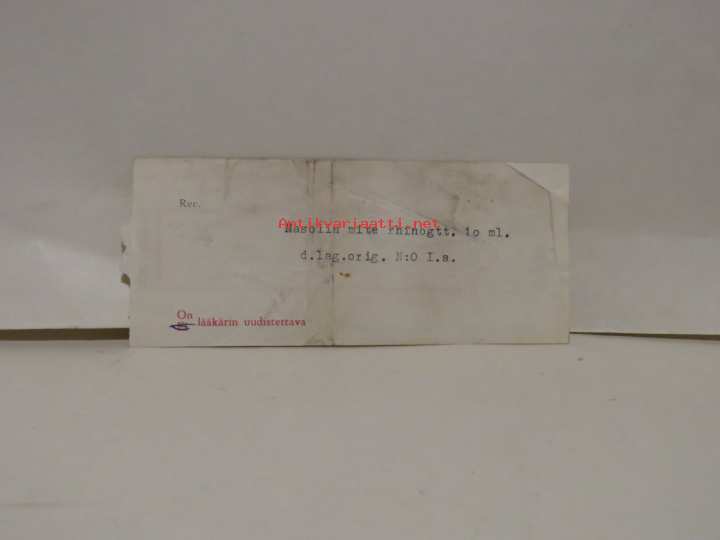 Rec.
Antikvariaatti.net
Nasolin mite Rhinogtt. 10 ml.
d.lag.orig. N:O I.a.
On
lääkärin uudistettava